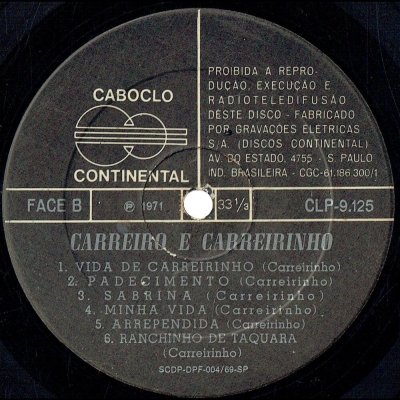 CABOCLO
CONTINENTAL
PROIBIDA A REPRO-
DUÇÃO, EXECUÇÃO E
RADIOTELEDIFUSÃO
DESTE DISCO - FABRICADO
POR GRAVAÇÕES ELÉTRICAS
S/A. (DISCOS CONTINENTAL)
AV. DO ESTADO, 4755 - S. PAULO
IND. BRASILEIRA - CGC-61.186.300/1
FACE B
Ⓟ 1971
33 1/3
CLP-9.125
CARREIRO E CARREIRINHO
1. VIDA DE CARREIRINHO (Carreirinho)
2. PADECIMENTO (Carreirinho)
3. SABRINA (Carreirinho)
4. MINHA VIDA (Carreirinho)
5. ARREPENDIDA (Carreirinho)
6. RANCHINHO DE TAQUARA
(Carreirinho)
SCDP-DPF-004/69-SP